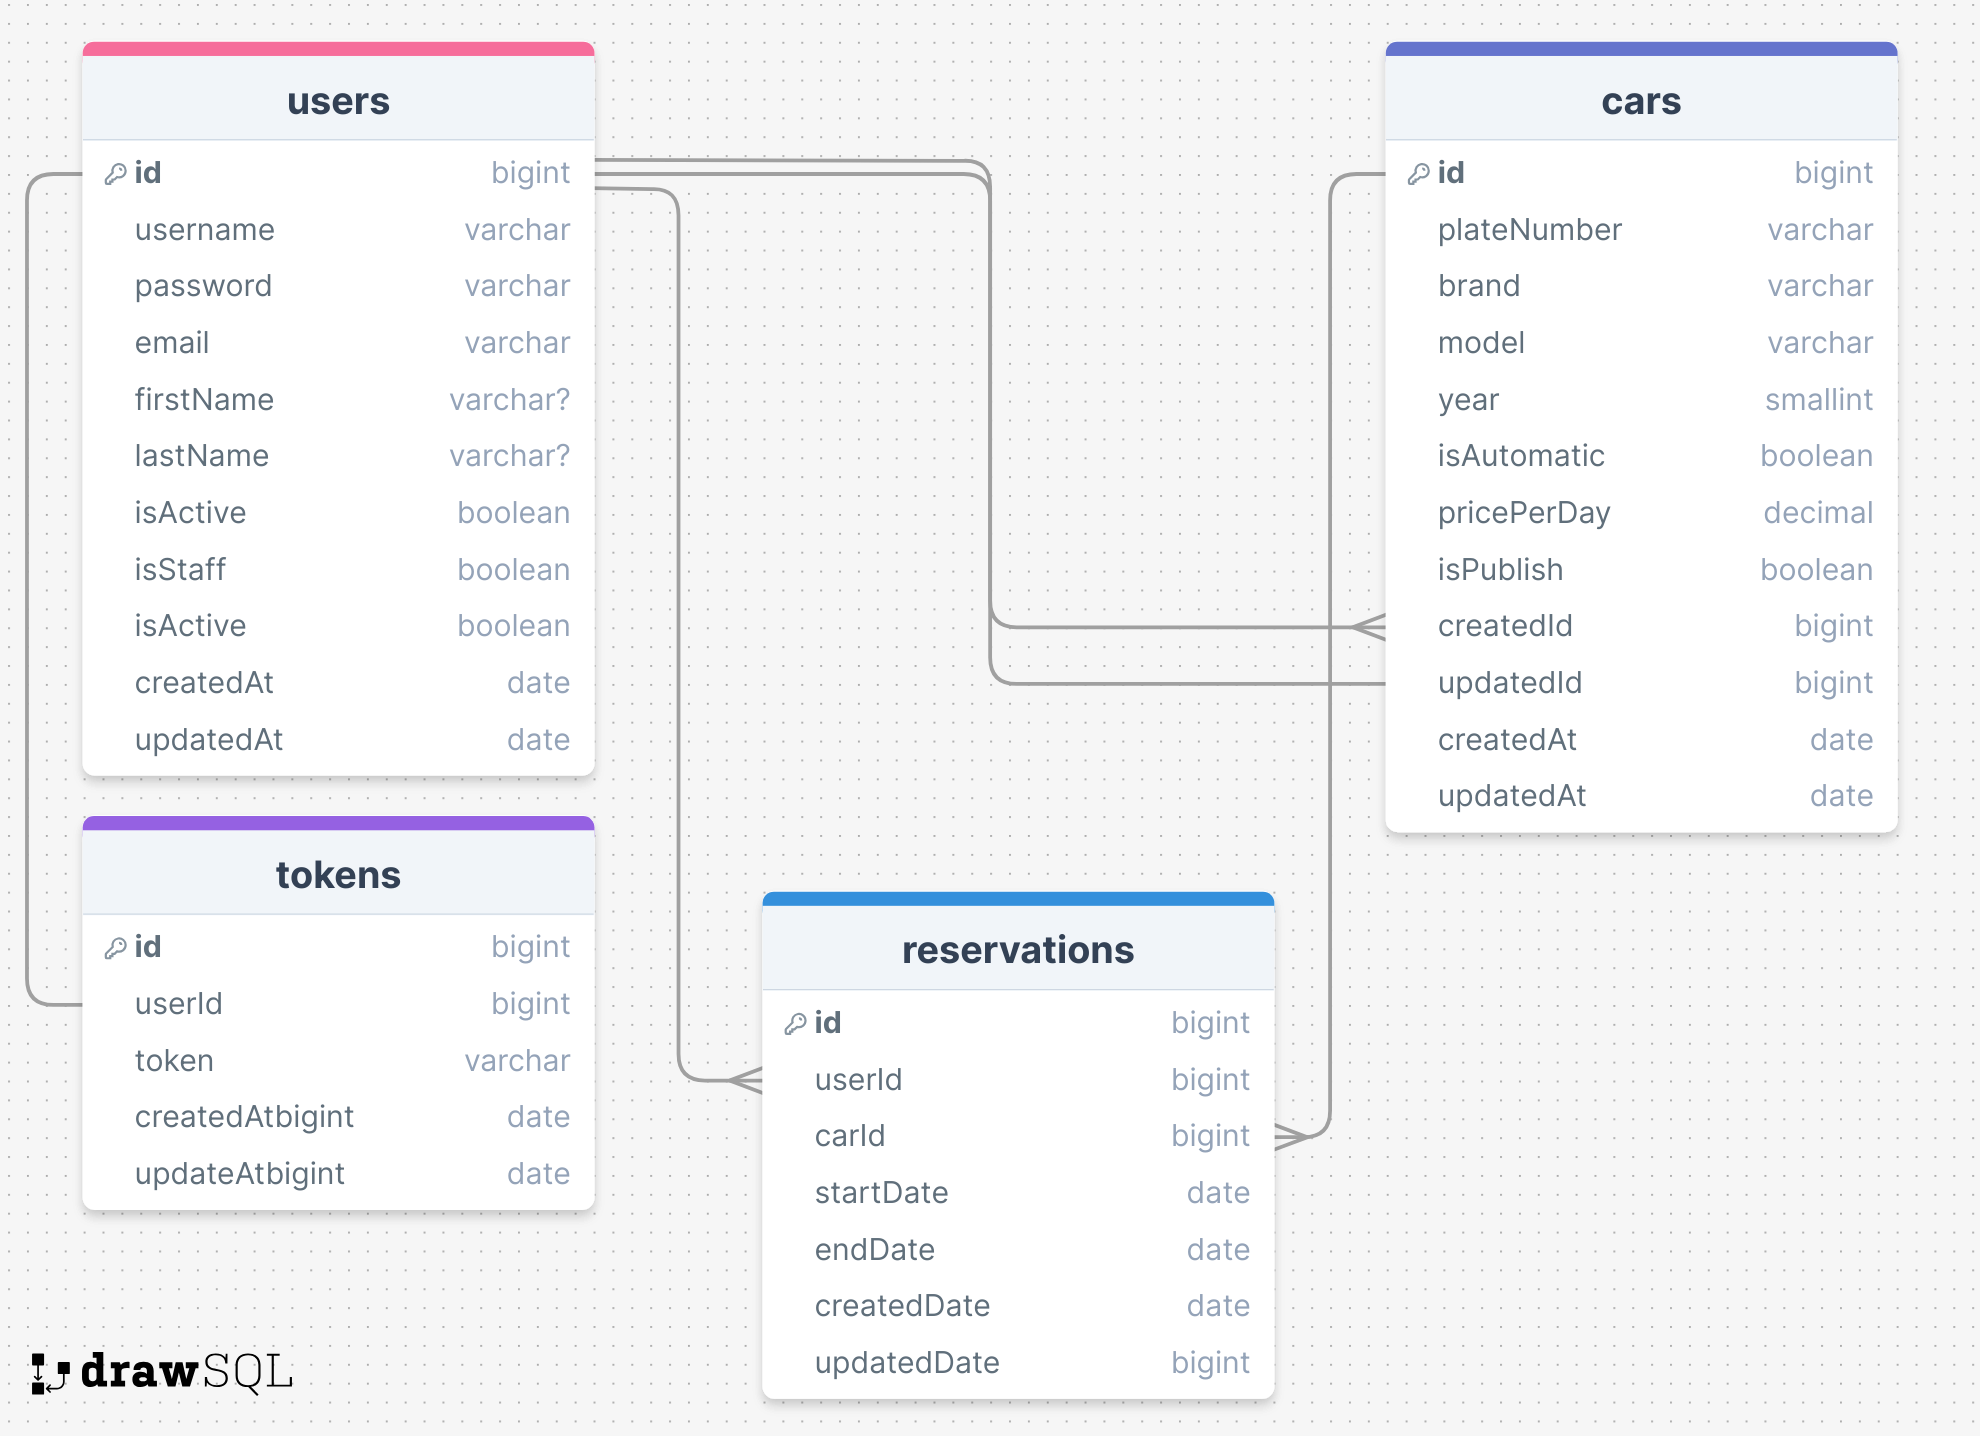 users
id bigint
username varchar
password varchar
email varchar
firstName varchar?
lastName varchar?
isActive boolean
isStaff boolean
isActive boolean
createdAt date
updatedAt date
tokens
id bigint
userId bigint
token varchar
createdAtbigint date
updateAtbigint date
reservations
id bigint
userId bigint
carId bigint
startDate date
endDate date
createdDate date
updatedDate bigint
cars
id bigint
plateNumber varchar
brand varchar
model varchar
year smallint
isAutomatic boolean
pricePerDay decimal
isPublish boolean
createdId bigint
updatedId bigint
createdAt date
updatedAt date
drawSQL